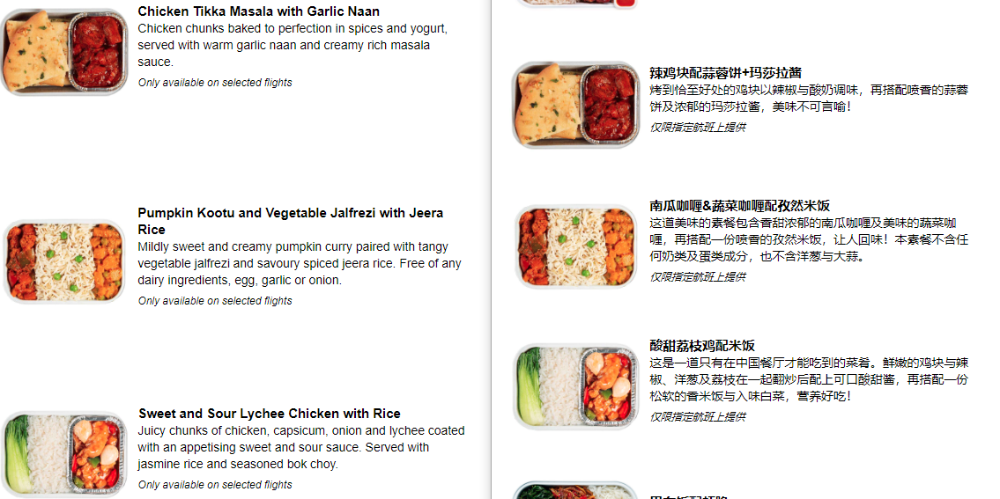 Chicken Tikka Masala with Garlic Naan
Chicken chunks baked to perfection in spices and yogurt,
served with warm garlic naan and creamy rich masala
sauce.
Only available on selected flights
Pumpkin Kootu and Vegetable Jalfrezi with Jeera
Rice
Mildly sweet and creamy pumpkin curry paired with tangy
vegetable jalfrezi and savoury spiced jeera rice. Free of any
dairy ingredients, egg, garlic or onion.
Only available on selected flights
Sweet and Sour Lychee Chicken with Rice
Juicy chunks of chicken, capsicum, onion and lychee coated
with an appetising sweet and sour sauce. Served with
jasmine rice and seasoned bok choy.
Only available on selected flights
辣鸡块配蒜蓉饼+玛莎拉酱
烤到恰至好处的鸡块以辣椒与酸奶调味，再搭配喷香的蒜蓉
饼及浓郁的玛莎拉酱，美味不可言喻！
仅限指定航班上提供
南瓜咖喱&蔬菜咖喱配孜然米饭
这道美味的素餐包含香甜浓郁的南瓜咖喱及美味的蔬菜咖
喱，再搭配一份喷香的孜然米饭，让人回味！本素餐不含任
何奶类及蛋类成分，也不含洋葱与大蒜。
仅限指定航班上提供
酸甜荔枝鸡配米饭
这是一道只有在中国餐厅才能吃到的菜肴。鲜嫩的鸡块与辣
椒、洋葱及荔枝在一起翻炒后配上可口酸甜酱，再搭配一份
松软的香米饭与入味白菜，营养好吃！
仅限指定航班上提供